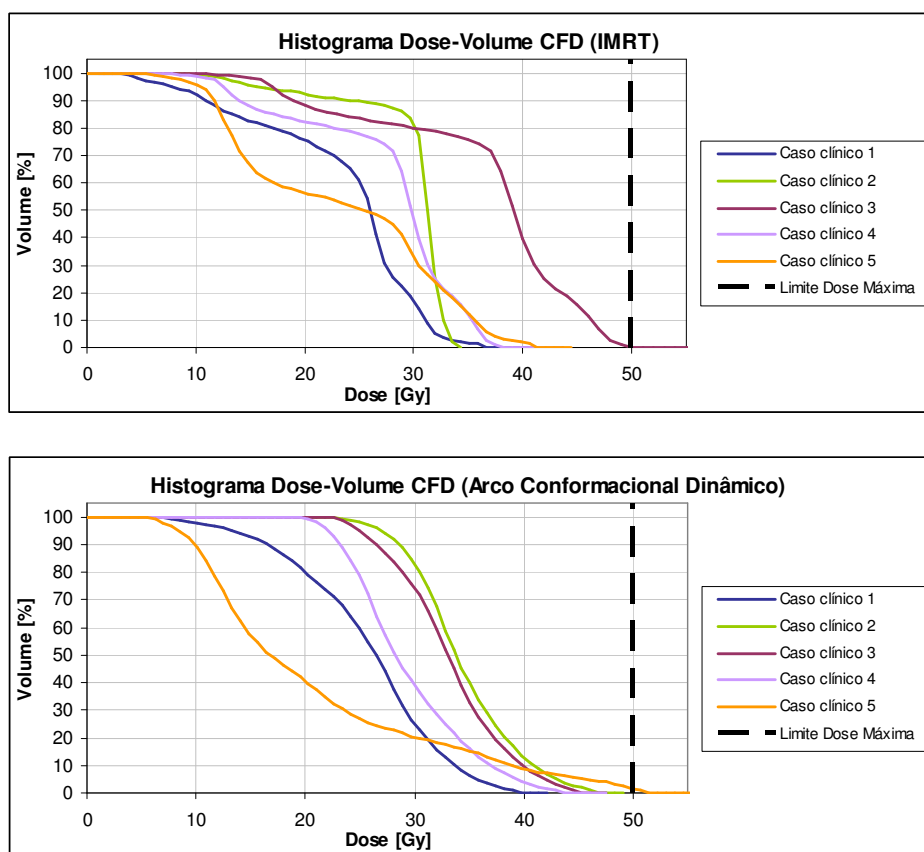 Histograma Dose-Volume CFD (IMRT)
Volume [%]
100
90
80
70
60
50
40
30
20
10
0
0 10 20 30 40 50
Dose [Gy]
Caso clínico 1
Caso clínico 2
Caso clínico 3
Caso clínico 4
Caso clínico 5
Limite Dose Máxima
Histograma Dose-Volume CFD (Arco Conformacional Dinâmico)
Volume [%]
100
90
80
70
60
50
40
30
20
10
0
0 10 20 30 40 50
Dose [Gy]
Caso clínico 1
Caso clínico 2
Caso clínico 3
Caso clínico 4
Caso clínico 5
Limite Dose Máxima